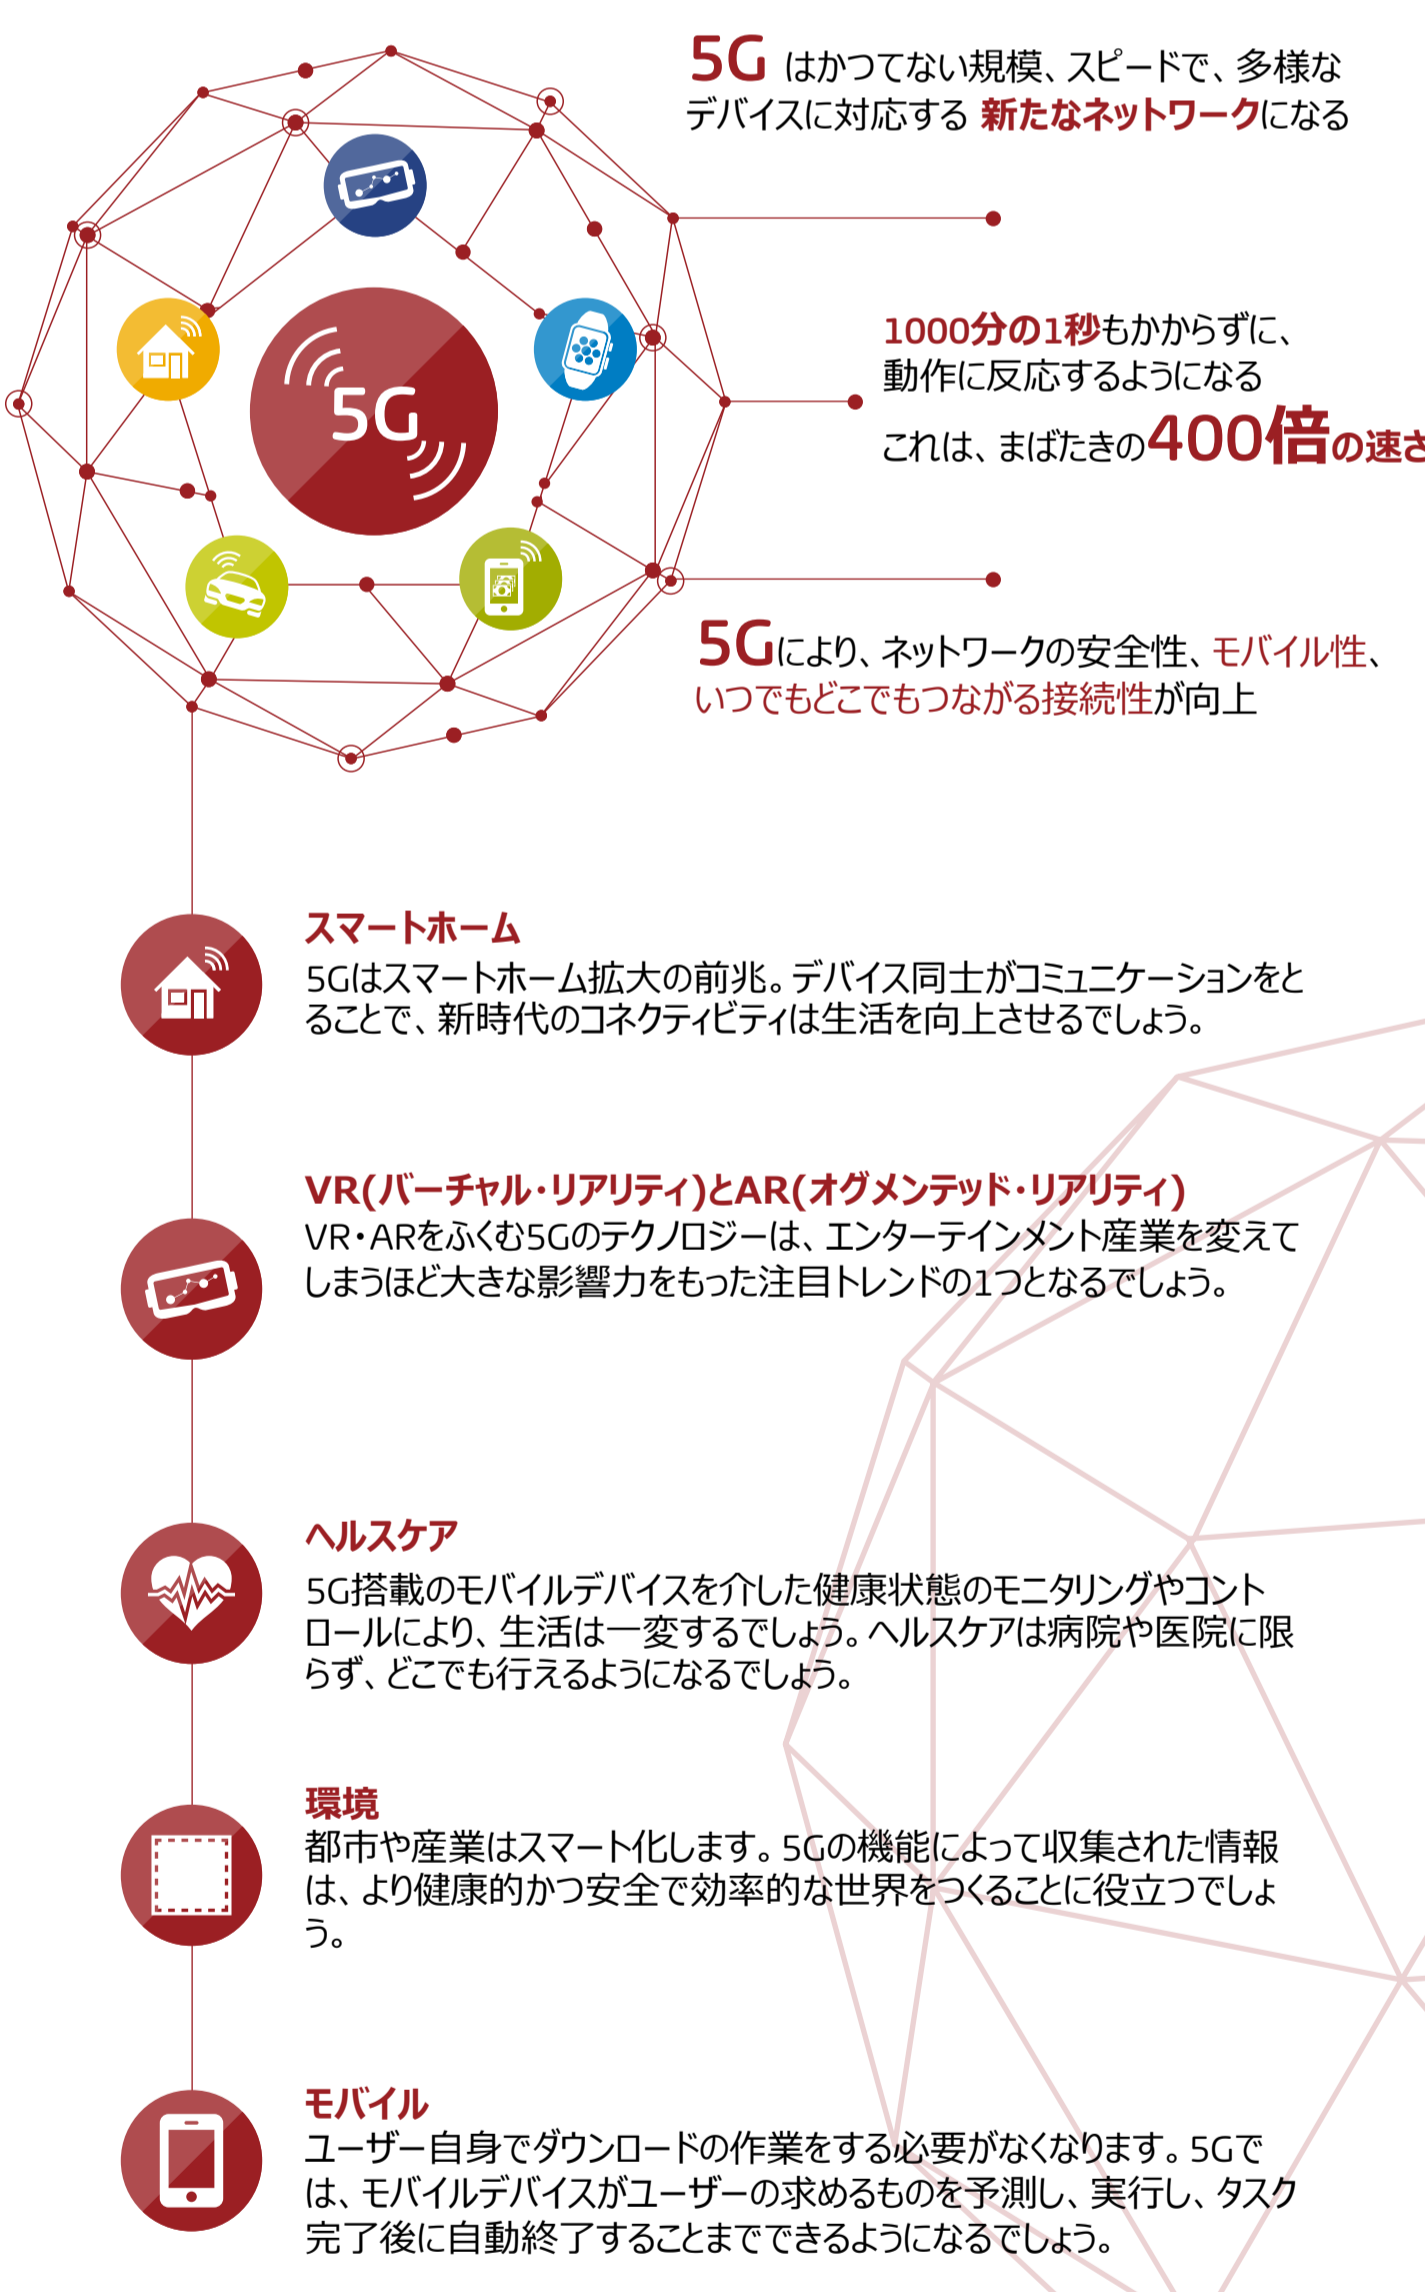 5G はかつてない規模、スピードで、多様な
デバイスに対応する 新たなネットワークになる
1000分の1秒もかからずに、
動作に反応するようになる
これは、まばたきの400倍の速さ
5G
5Gにより、ネットワークの安全性、モバイル性、
いつでもどこでもつながる接続性が向上
スマートホーム
5Gはスマートホーム拡大の前兆。デバイス同士がコミュニケーションをと
ることで、新時代のコネクティビティは生活を向上させるでしょう。
VR(バーチャル・リアリティ)とAR(オグメンテッド・リアリティ)
VR・ARをふくむ5Gのテクノロジーは、エンターテインメント産業を変えて
しまうほど大きな影響力をもった注目トレンドの1つとなるでしょう。
ヘルスケア
5G搭載のモバイルデバイスを介した健康状態のモニタリングやコント
ロールにより、生活は一変するでしょう。ヘルスケアは病院や医院に限
らず、どこでも行えるようになるでしょう。
環境
都市や産業はスマート化します。5Gの機能によって収集された情報
は、より健康的かつ安全で効率的な世界をつくることに役立つでしょ
う。
モバイル
ユーザー自身でダウンロードの作業をする必要がなくなります。5Gで
は、モバイルデバイスがユーザーの求めるものを予測し、実行し、タスク
完了後に自動終了することまでできるようになるでしょう。